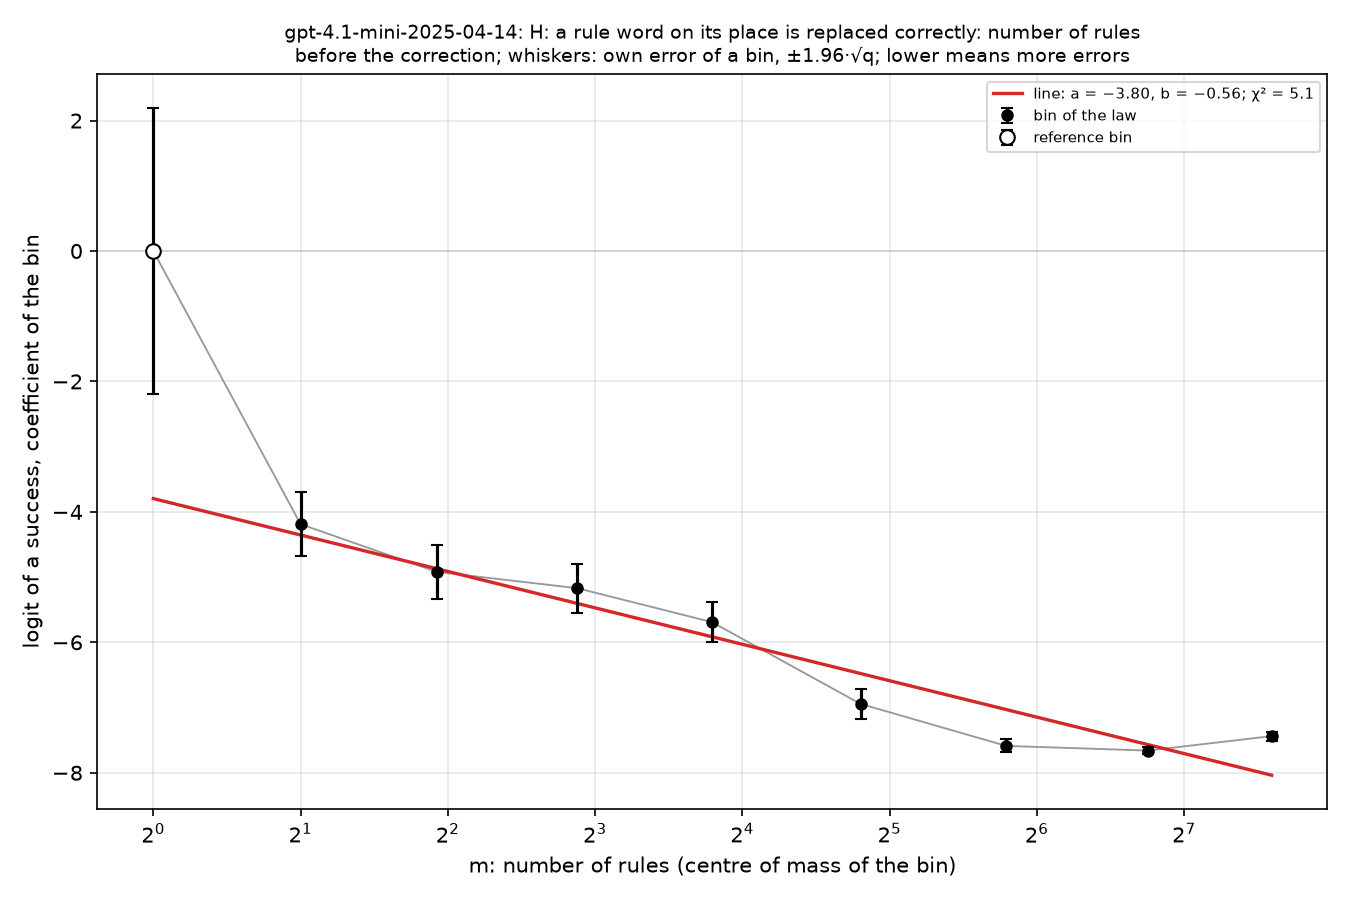 gpt-4.1-mini-2025-04-14: H: a rule word on its place is replaced correctly: number of rules
before the correction; whiskers: own error of a bin, ±1.96·√q; lower means more errors
line: a = −3.80, b = −0.56; χ² = 5.1
bin of the law
reference bin
logit of a success, coefficient of the bin
2
0
−2
−4
−6
−8
2⁰
2¹
2²
2³
2⁴
2⁵
2⁶
2⁷
m: number of rules (centre of mass of the bin)